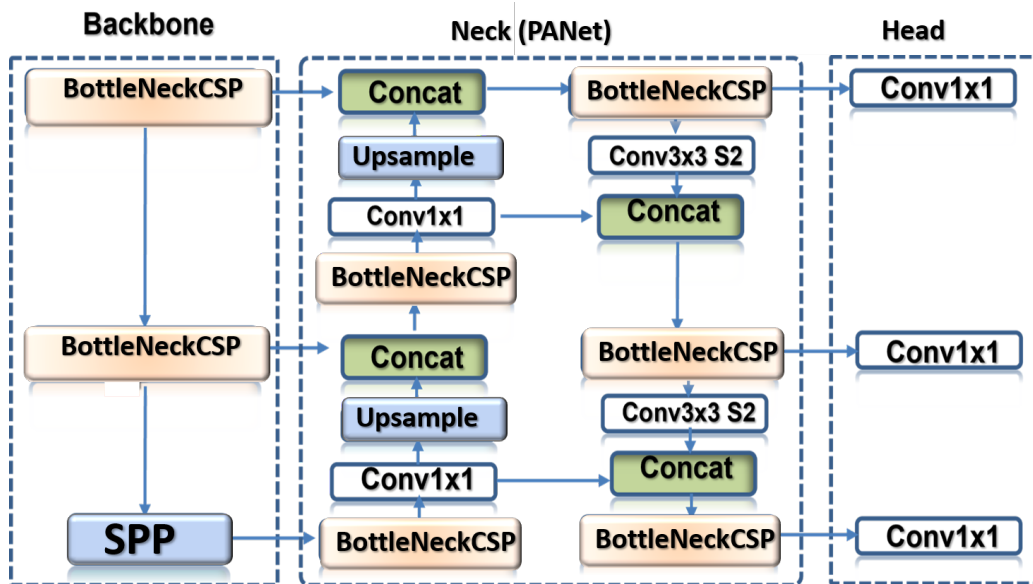 Backbone
Neck (PANet)
Head
BottleNeckCSP
Concat
BottleNeckCSP
Conv1x1
Upsample
Conv3x3 S2
Conv1x1
Concat
BottleNeckCSP
BottleNeckCSP
Concat
BottleNeckCSP
Conv1x1
Upsample
Conv3x3 S2
Conv1x1
Concat
SPP
BottleNeckCSP
BottleNeckCSP
Conv1x1